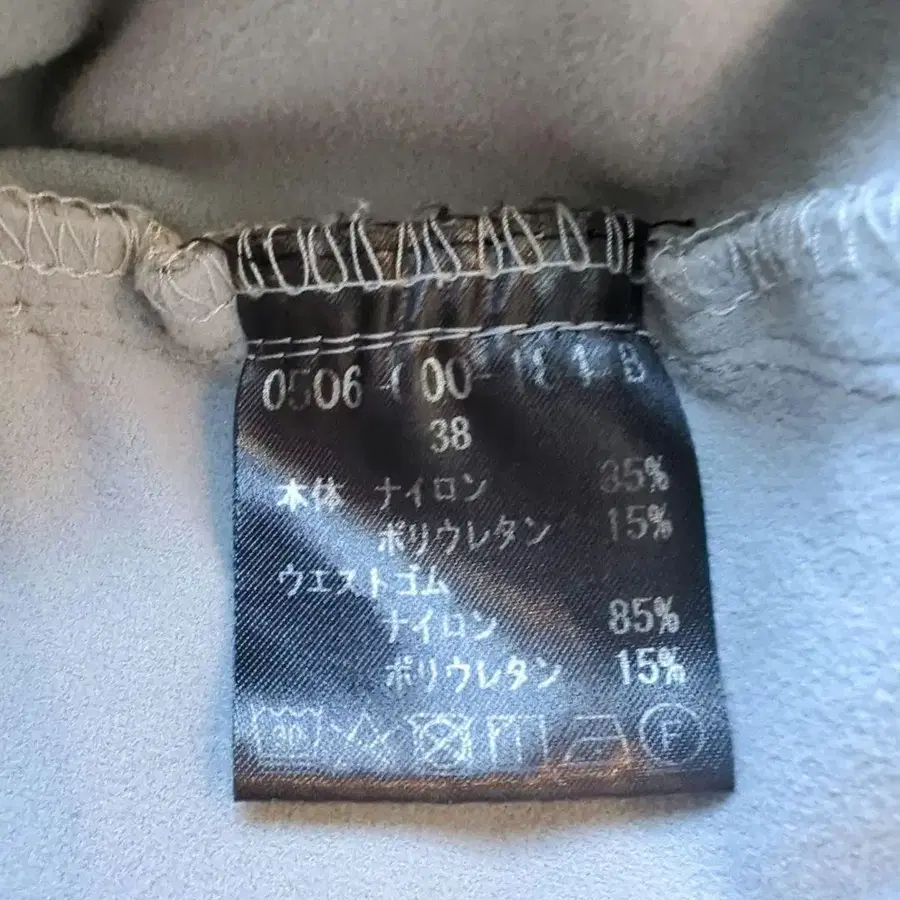 38
本体 ナイロン 85%
ポリウレタン 15%
ウエストゴム
ナイロン 85%
ポリウレタン 15%
F